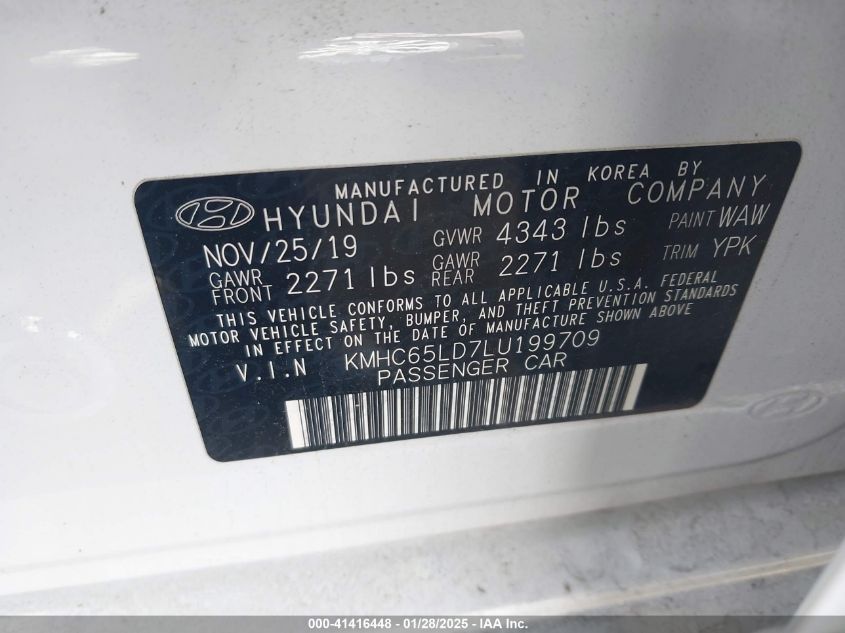 MANUFACTURED IN KOREA BY
HYUNDAI MOTOR COMPANY
NOV/25/19 GVWR 4343 lbs PAINT WAW
GAWR FRONT 2271 lbs GAWR REAR 2271 lbs TRIM YPK
THIS VEHICLE CONFORMS TO ALL APPLICABLE U.S.A. FEDERAL
MOTOR VEHICLE SAFETY, BUMPER, AND THEFT PREVENTION STANDARDS
IN EFFECT ON THE DATE OF MANUFACTURE SHOWN ABOVE
V.I.N KMHC65LD7LU199709
PASSENGER CAR
000-41416448 - 01/28/2025 - IAA Inc.